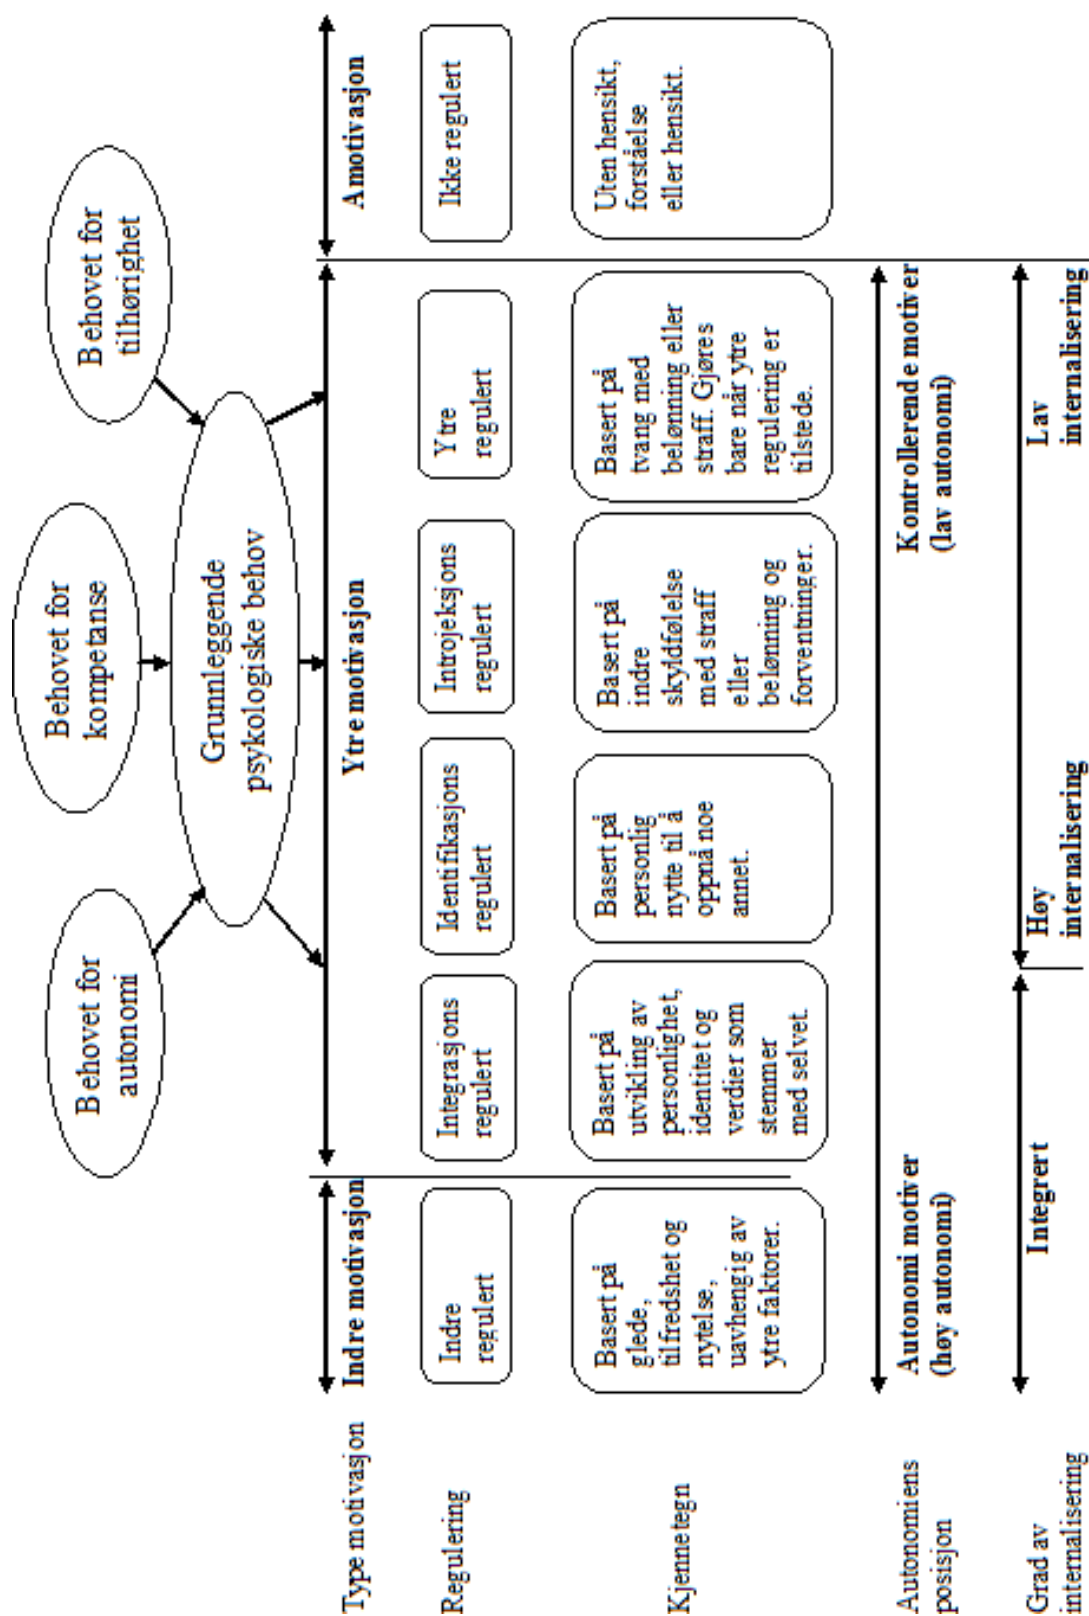 Behovet for
autonomi
Behovet for
kompetanse
Behovet for
tilhørighet
Grunnleggende
psykologiske behov
Type motivasjon
Indre motivasjon
Ytre motivasjon
Amotivasjon
Regulering
Indre
regulert
Integrasjons
regulert
Identifikasjons
regulert
Introjeksjons
regulert
Ytre
regulert
Ikke regulert
Kjennetegn
Basert på
glede,
tilfredshet og
nytelse,
uavhengig av
ytre faktorer.
Basert på
utvikling av
personlighet,
identitet og
verdier som
stemmer
med selvet.
Basert på
personlig
nytte til å
oppnå noe
annet.
Basert på
indre
skyldfølelse
med straff
eller
belønning og
forventninger.
Basert på
tvang med
belønning eller
straff. Gjøres
bare når ytre
regulering er
tilstede.
Uten hensikt,
forståelse
eller hensikt.
Autonomiens
posisjon
Autonomi motiver
(høy autonomi)
Kontrollerende motiver
(lav autonomi)
Grad av
internalisering
Integrert
Høy
internalisering
Lav
internalisering